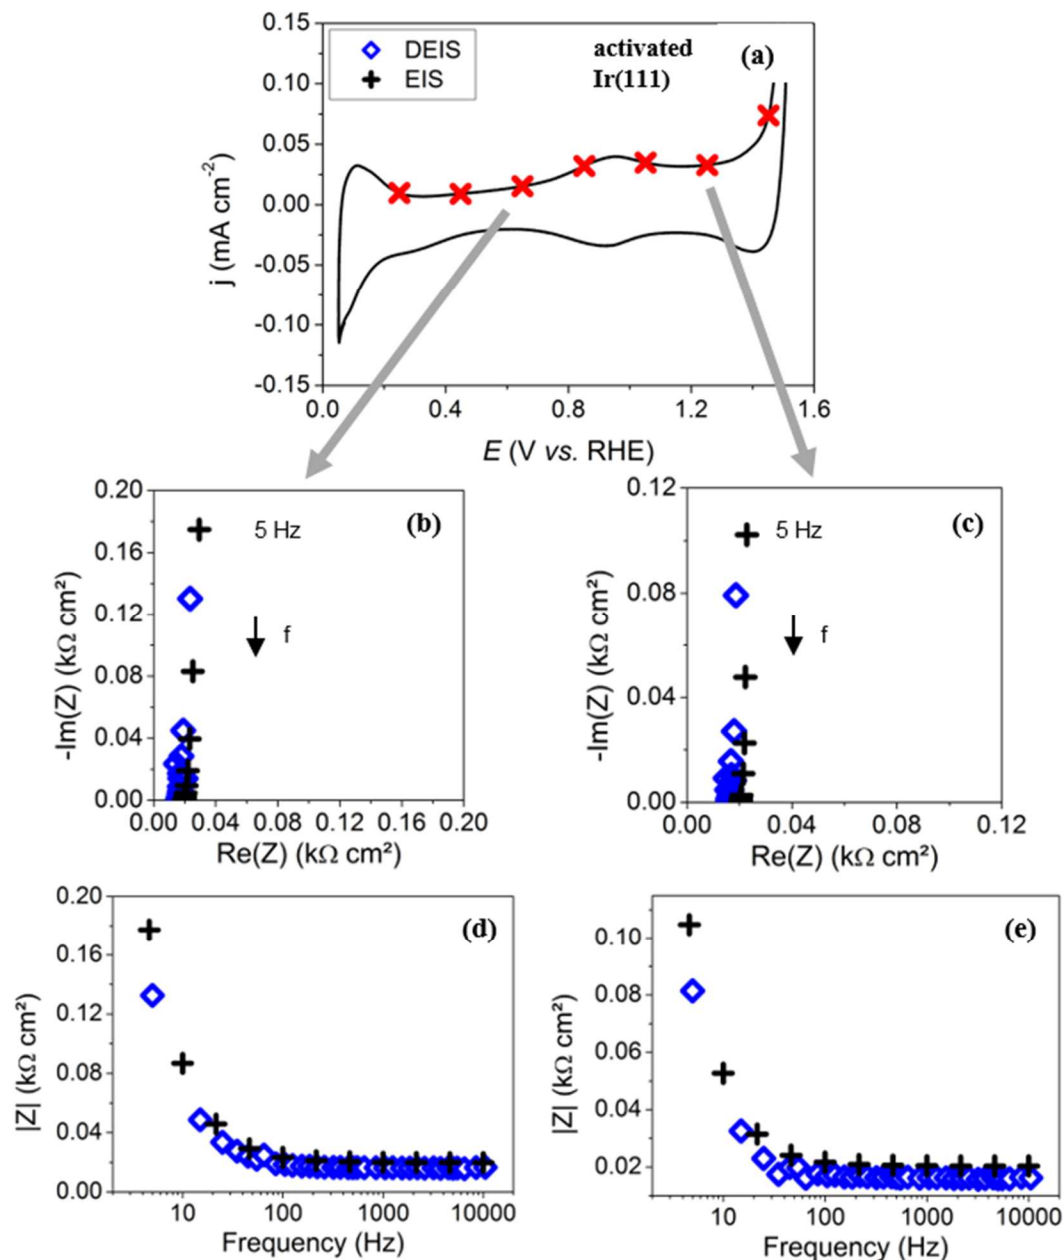 0.15
0.10
0.05
0.00
-0.05
-0.10
-0.15
j (mA cm⁻²)
DEIS
EIS
activated
Ir(111)
(a)
0.0 0.4 0.8 1.2 1.6
E (V vs. RHE)
0.20
0.16
0.12
0.08
0.04
0.00
-Im(Z) (kΩ cm²)
5 Hz
(b)
f
0.00 0.04 0.08 0.12 0.16 0.20
Re(Z) (kΩ cm²)
0.12
0.08
0.04
0.00
-Im(Z) (kΩ cm²)
5 Hz
(c)
f
0.00 0.04 0.08 0.12
Re(Z) (kΩ cm²)
0.20
0.16
0.12
0.08
0.04
0.00
|Z| (kΩ cm²)
(d)
10 100 1000 10000
Frequency (Hz)
0.10
0.08
0.06
0.04
0.02
|Z| (kΩ cm²)
(e)
10 100 1000 10000
Frequency (Hz)